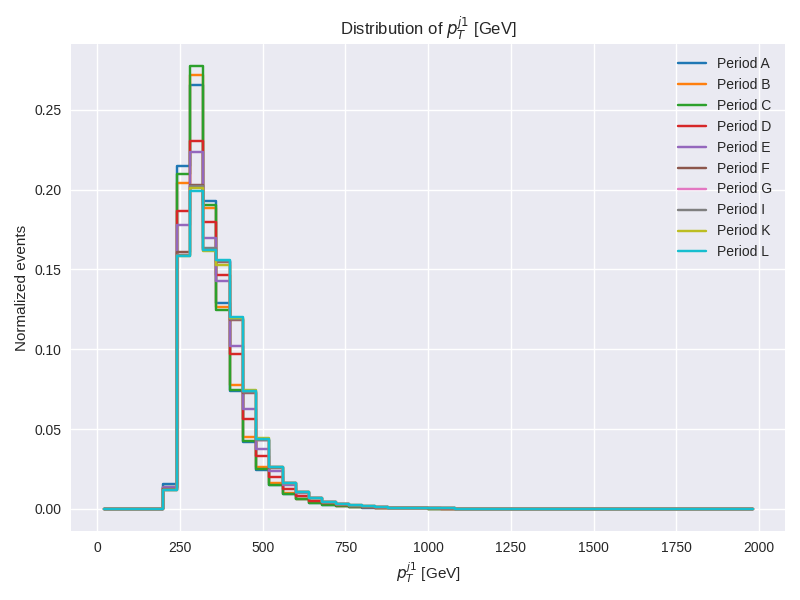 Distribution of $p_T^{j1}$ [GeV]
Normalized events
0.25
0.20
0.15
0.10
0.05
0.00
Period A
Period B
Period C
Period D
Period E
Period F
Period G
Period I
Period K
Period L
0 250 500 750 1000 1250 1500 1750 2000
$p_T^{j1}$ [GeV]